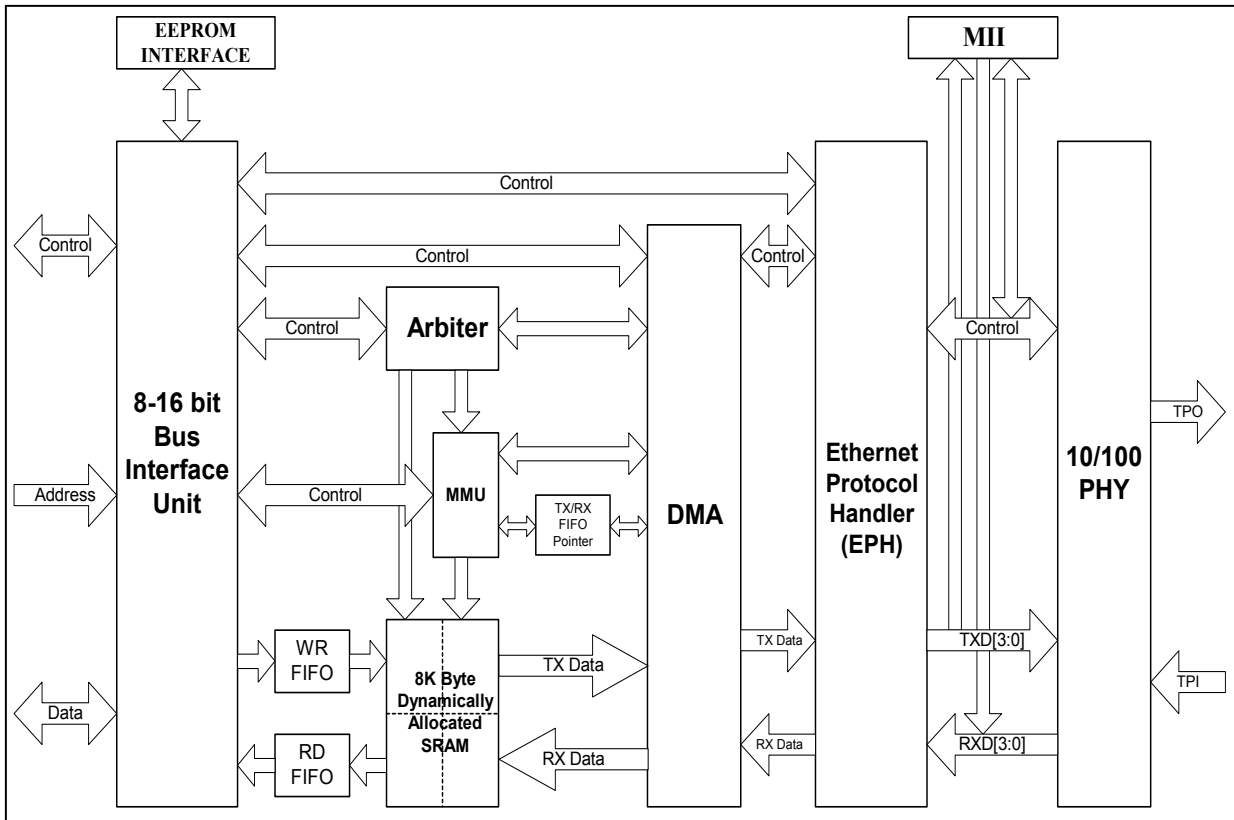 EEPROM
INTERFACE
MII
Control
Control
Control
Control
Control
Arbiter
Control
8-16 bit
Bus
Interface
Unit
TPO
Ethernet
Protocol
Handler
(EPH)
10/100
PHY
Address
Control
MMU
TX/RX
FIFO
Pointer
DMA
WR
FIFO
TX Data
TX Data
TXD[3:0]
8K Byte
Dynamically
Allocated
SRAM
TPI
Data
RD
FIFO
RX Data
RX Data
RXD[3:0]